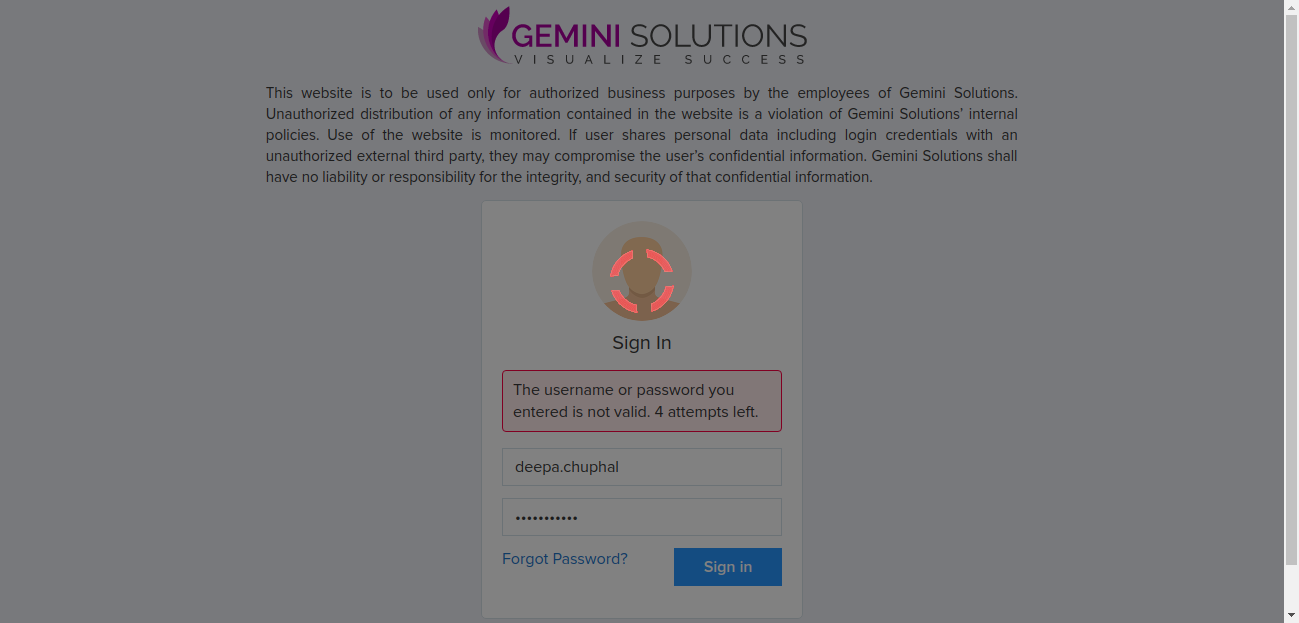 GEMINI SOLUTIONS
VISUALIZE SUCCESS
This website is to be used only for authorized business purposes by the employees of Gemini Solutions.
Unauthorized distribution of any information contained in the website is a violation of Gemini Solutions’ internal
policies. Use of the website is monitored. If user shares personal data including login credentials with an
unauthorized external third party, they may compromise the user’s confidential information. Gemini Solutions shall
have no liability or responsibility for the integrity, and security of that confidential information.
Sign In
The username or password you
entered is not valid. 4 attempts left.
deepa.chuphal
•••••••••••
Forgot Password?
Sign in